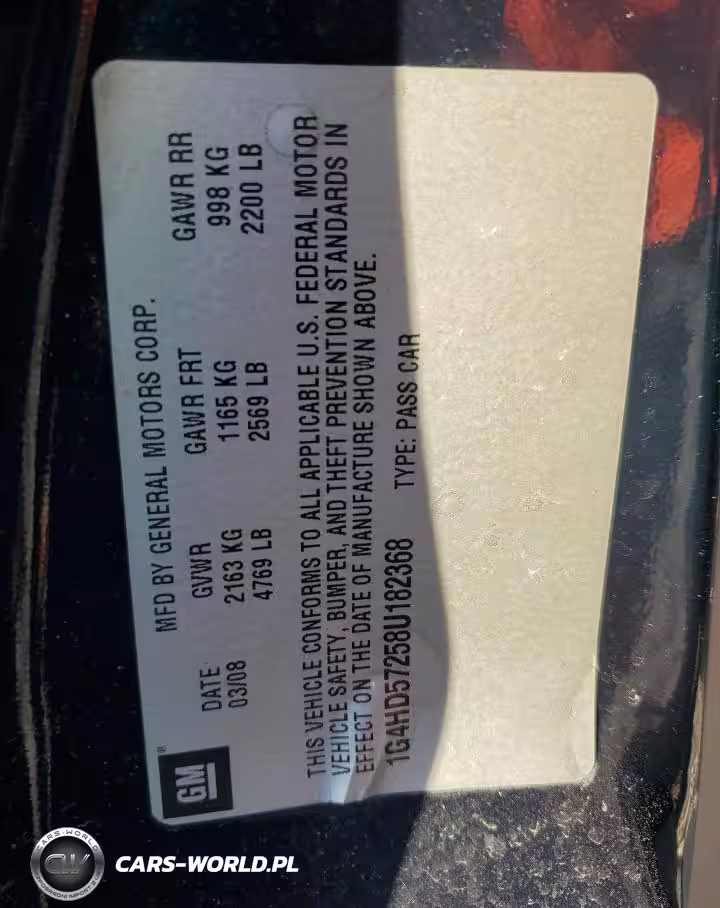 GM®
MFD BY GENERAL MOTORS CORP.
DATE GVWR GAWR FRT GAWR RR
03/08 2163 KG 1165 KG 998 KG
4769 LB 2569 LB 2200 LB
THIS VEHICLE CONFORMS TO ALL APPLICABLE U.S. FEDERAL MOTOR
VEHICLE SAFETY, BUMPER, AND THEFT PREVENTION STANDARDS IN
EFFECT ON THE DATE OF MANUFACTURE SHOWN ABOVE.
1G4HD57258U182368 TYPE: PASS CAR
CARS-WORLD
CW
CARS-WORLD.PL